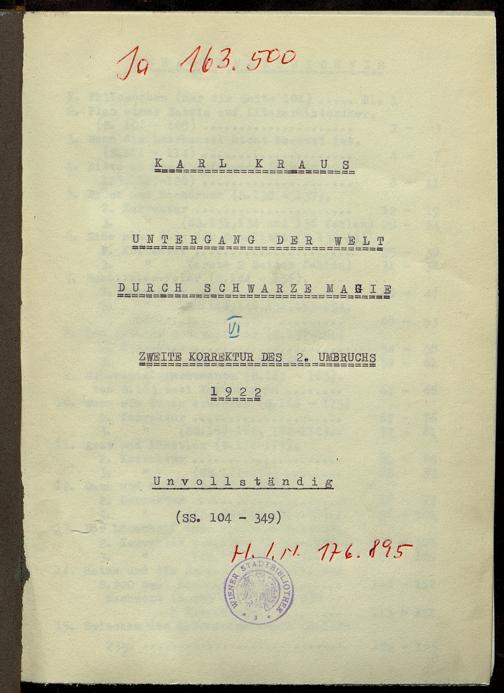 Ja 163.500
KARL KRAUS
UNTERGANG DER WELT
DURCH SCHWARZE MAGIE
VI
ZWEITE KORREKTUR DES 2. UMBRUCHS
1922
Unvollständig
(SS. 104 - 349)
H.I.N. 176.895
WIENER STADTBIBLIOTHEK